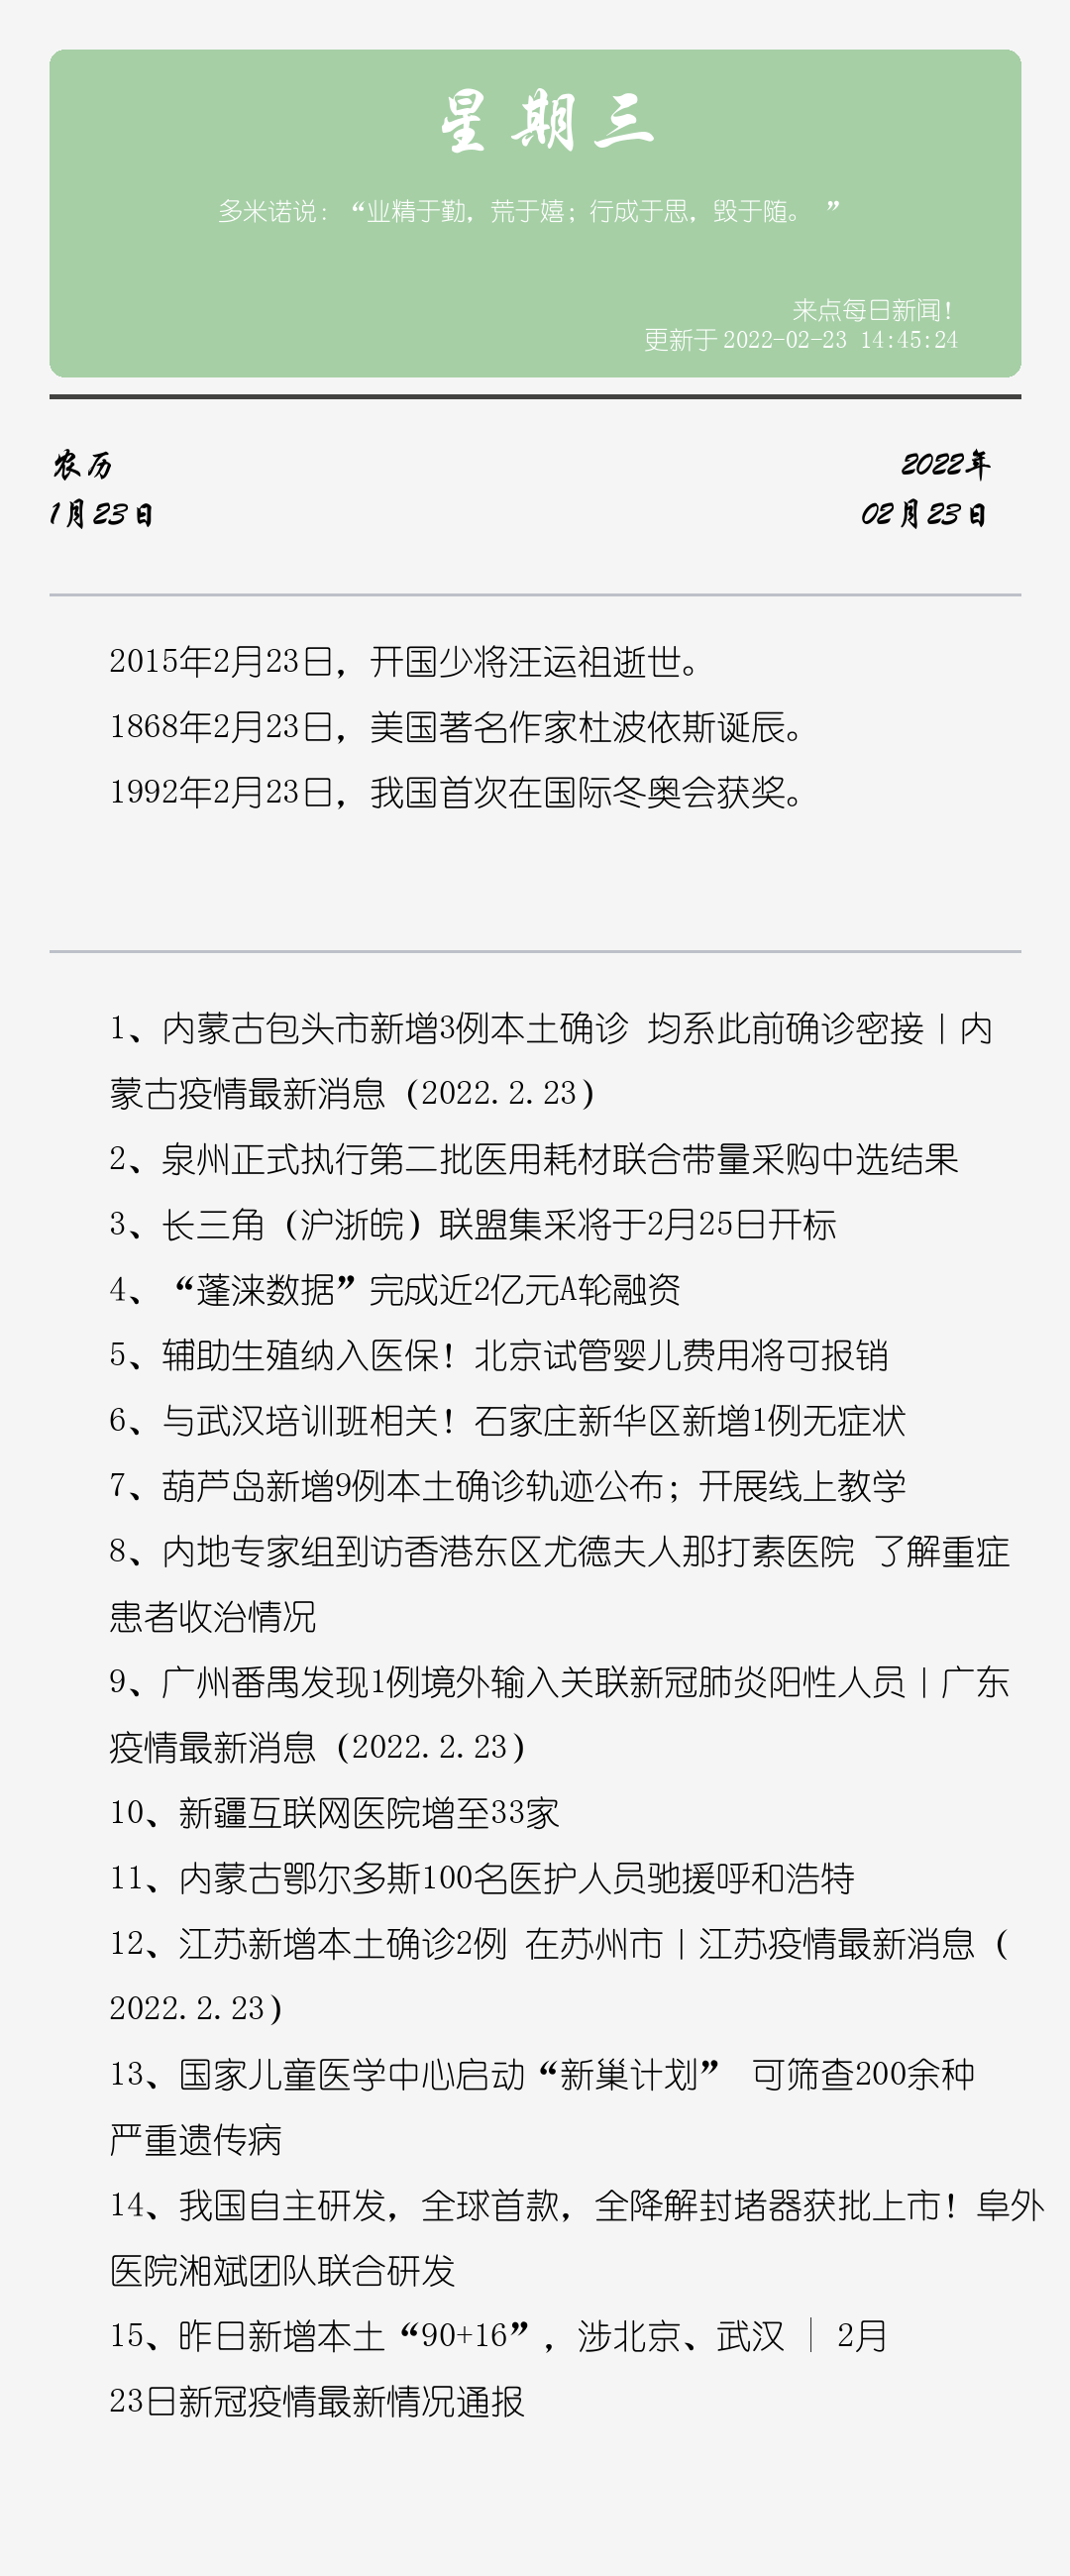 星期三
多米诺说：“业精于勤，荒于嬉；行成于思，毁于随。 ”
来点每日新闻！
更新于 2022-02-23 14:45:24
农历
2022年
1月23日
02月23日
2015年2月23日，开国少将汪运祖逝世。
1868年2月23日，美国著名作家杜波依斯诞辰。
1992年2月23日，我国首次在国际冬奥会获奖。
1、内蒙古包头市新增3例本土确诊 均系此前确诊密接丨内
蒙古疫情最新消息（2022.2.23）
2、泉州正式执行第二批医用耗材联合带量采购中选结果
3、长三角（沪浙皖）联盟集采将于2月25日开标
4、“蓬涞数据”完成近2亿元A轮融资
5、辅助生殖纳入医保！北京试管婴儿费用将可报销
6、与武汉培训班相关！石家庄新华区新增1例无症状
7、葫芦岛新增9例本土确诊轨迹公布；开展线上教学
8、内地专家组到访香港东区尤德夫人那打素医院 了解重症
患者收治情况
9、广州番禺发现1例境外输入关联新冠肺炎阳性人员丨广东
疫情最新消息（2022.2.23）
10、新疆互联网医院增至33家
11、内蒙古鄂尔多斯100名医护人员驰援呼和浩特
12、江苏新增本土确诊2例 在苏州市丨江苏疫情最新消息（
2022.2.23）
13、国家儿童医学中心启动“新巢计划” 可筛查200余种
严重遗传病
14、我国自主研发，全球首款，全降解封堵器获批上市！阜外
医院湘斌团队联合研发
15、昨日新增本土“90+16”，涉北京、武汉 │ 2月
23日新冠疫情最新情况通报